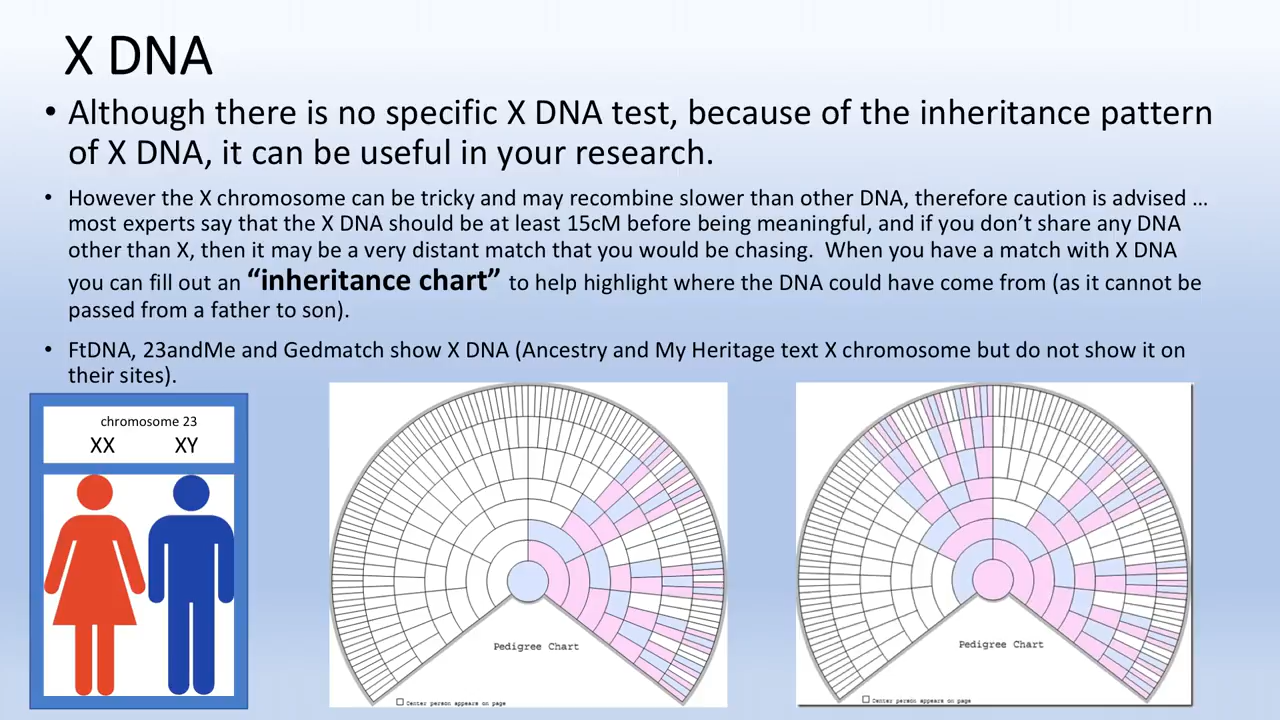 X DNA
• Although there is no specific X DNA test, because of the inheritance pattern
of X DNA, it can be useful in your research.
• However the X chromosome can be tricky and may recombine slower than other DNA, therefore caution is advised …
most experts say that the X DNA should be at least 15cM before being meaningful, and if you don’t share any DNA
other than X, then it may be a very distant match that you would be chasing. When you have a match with X DNA
you can fill out an “inheritance chart” to help highlight where the DNA could have come from (as it cannot be
passed from a father to son).
• FtDNA, 23andMe and Gedmatch show X DNA (Ancestry and My Heritage text X chromosome but do not show it on
their sites).
chromosome 23
XX XY
Pedigree Chart
Center person appears on page
Pedigree Chart
Center person appears on page